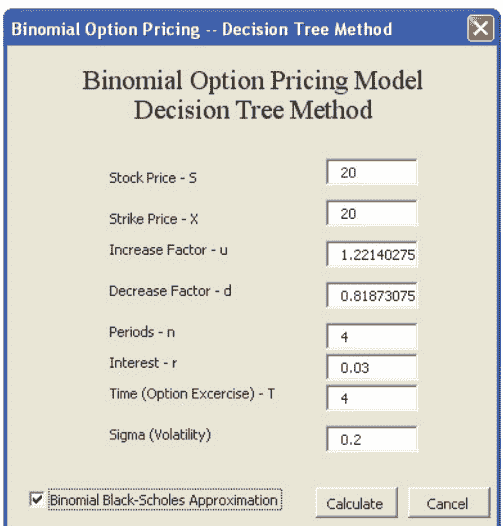 Binomial Option Pricing -- Decision Tree Method
Binomial Option Pricing Model
Decision Tree Method
Stock Price - S 20
Strike Price - X 20
Increase Factor - u 1.22140275
Decrease Factor - d 0.81873075
Periods - n 4
Interest - r 0.03
Time (Option Excercise) - T 4
Sigma (Volatility) 0.2
Binomial Black-Scholes Approximation Calculate Cancel